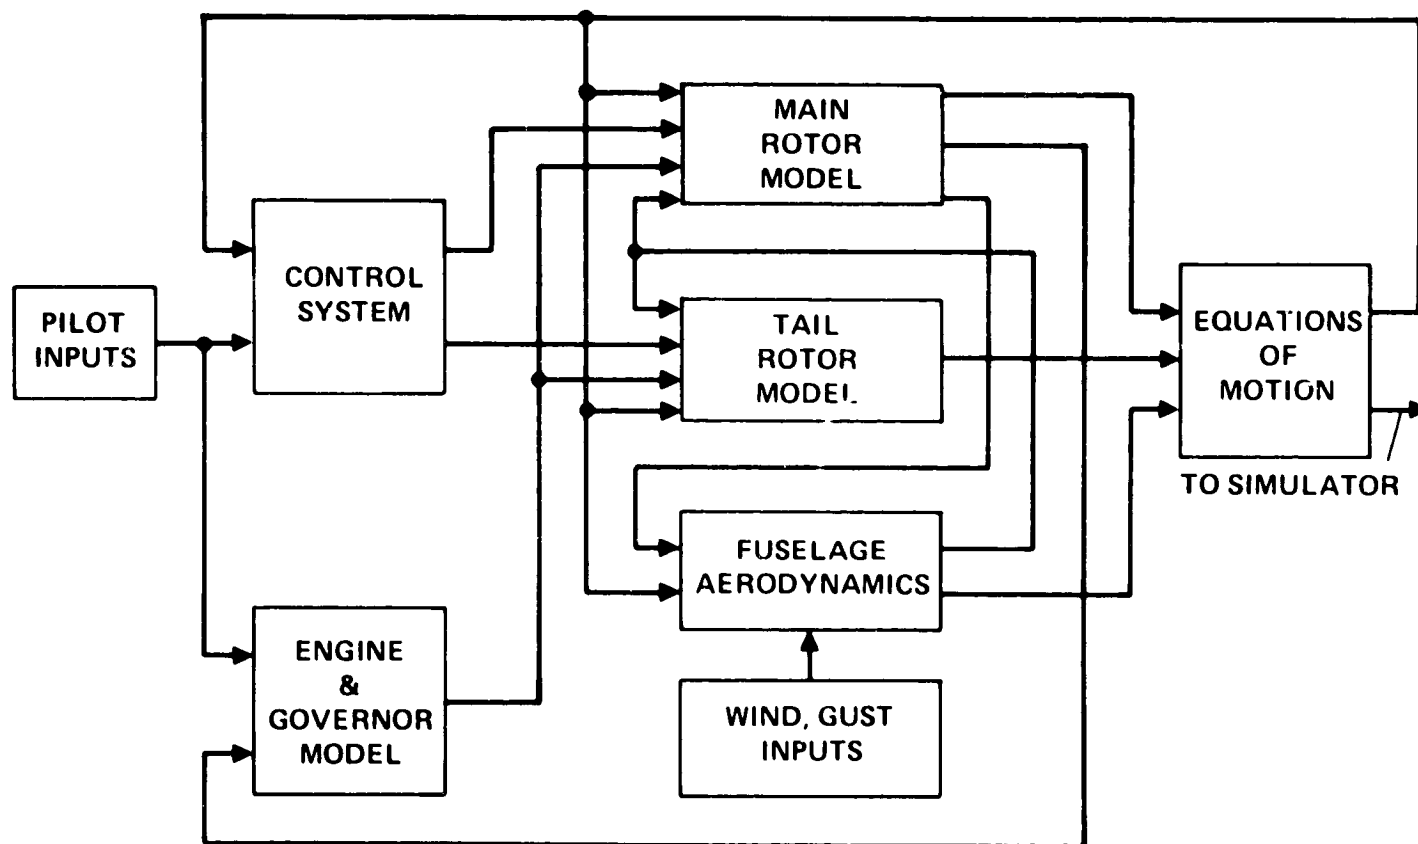 MAIN
ROTOR
MODEL
CONTROL
SYSTEM
PILOT
INPUTS
TAIL
ROTOR
MODEL
EQUATIONS
OF
MOTION
TO SIMULATOR
FUSELAGE
AERODYNAMICS
ENGINE
&
GOVERNOR
MODEL
WIND, GUST
INPUTS